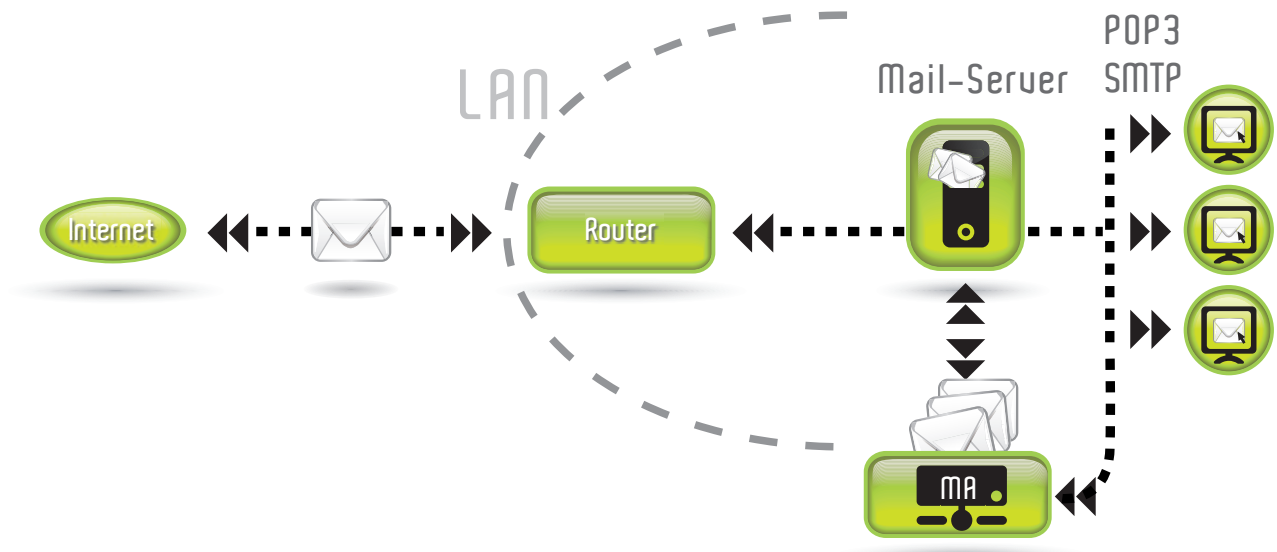 POP3
SMTP
Mail-Server
LAN
Internet
Router
MA